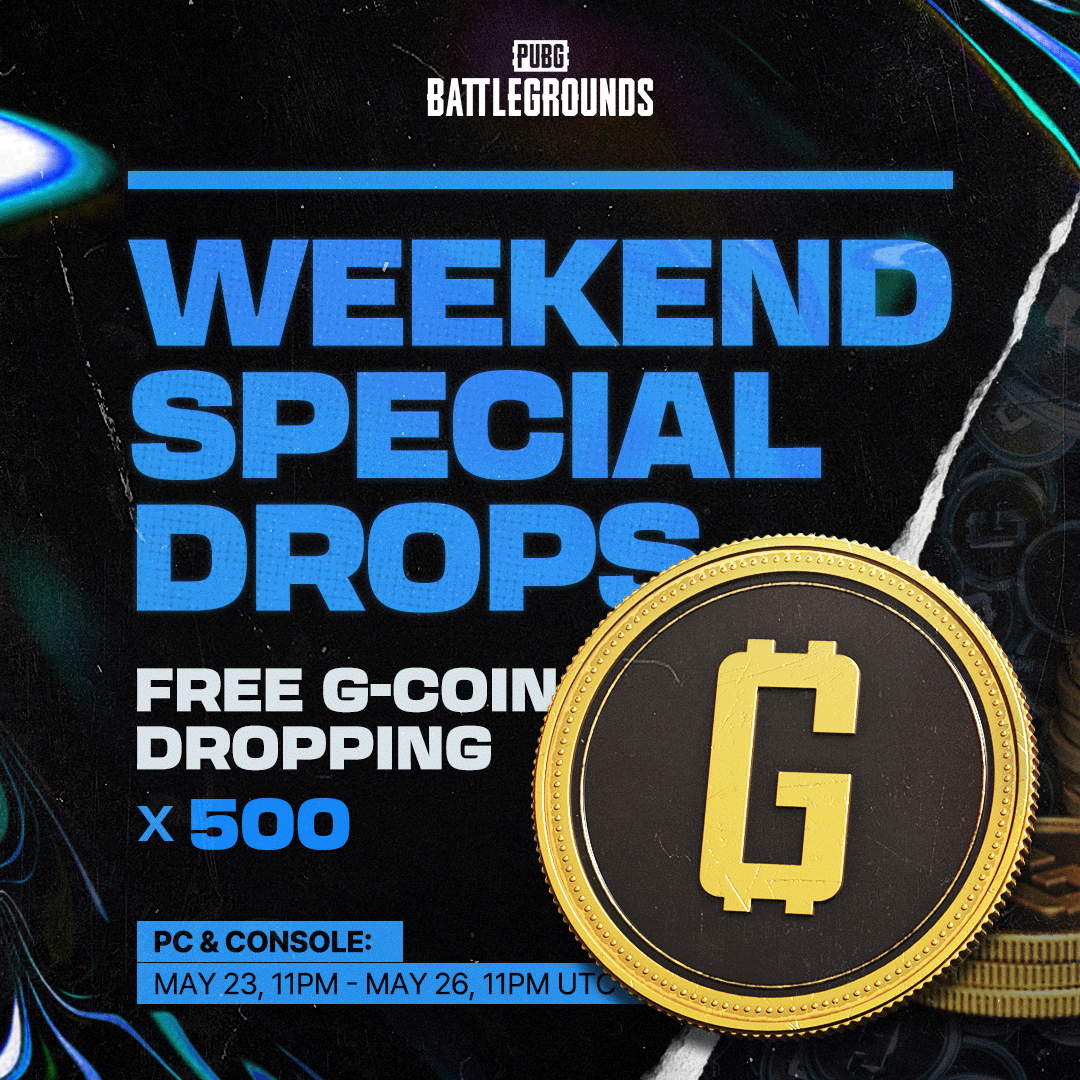 PUBG
BATTLEGROUNDS
WEEKEND
SPECIAL
DROPS
FREE G-COIN
DROPPING
X 500
PC & CONSOLE:
MAY 23, 11PM - MAY 26, 11PM UTC
G